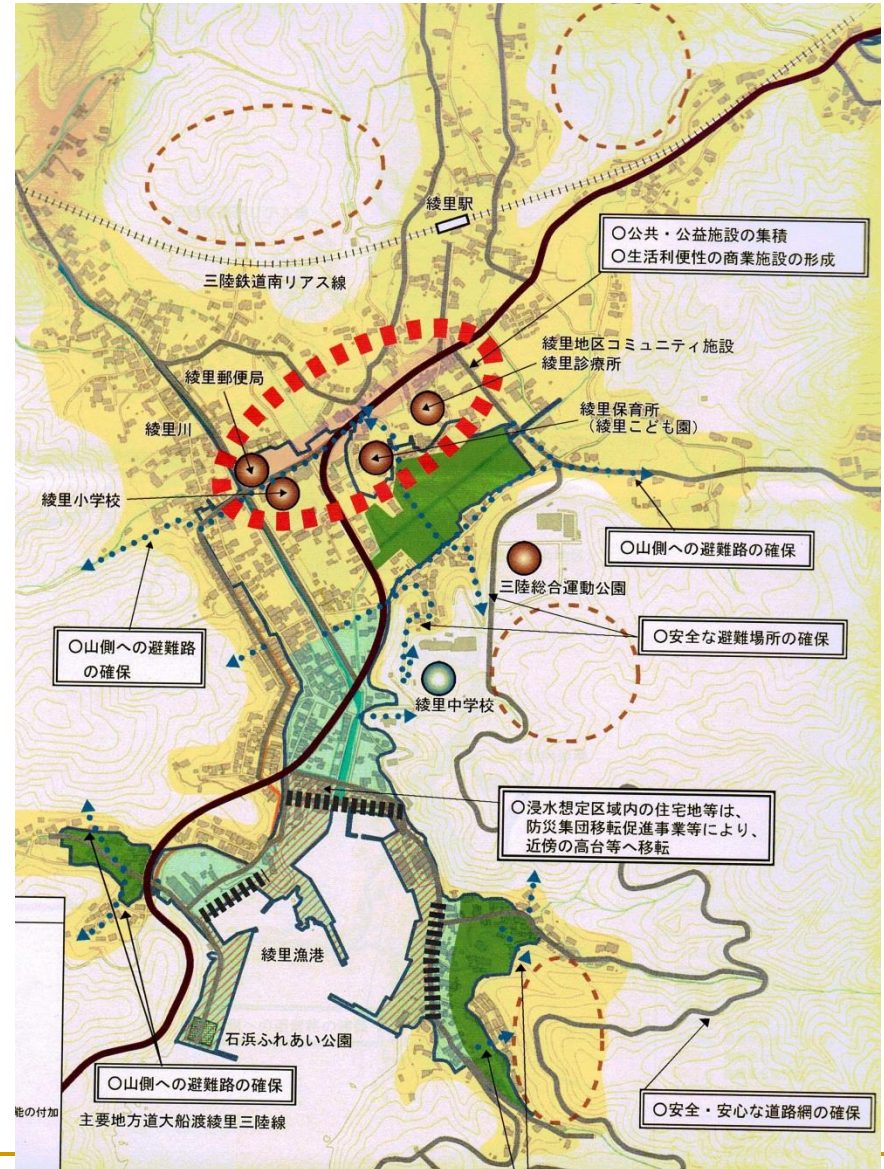 綾里駅
○公共・公益施設の集積
○生活利便性の商業施設の形成
三陸鉄道南リアス線
綾里地区コミュニティ施設
綾里診療所
綾里郵便局
綾里保育所
（綾里こども園）
綾里川
綾里小学校
○山側への避難路の確保
三陸総合運動公園
○安全な避難場所の確保
○山側への避難路
の確保
綾里中学校
○浸水想定区域内の住宅地等は、
防災集団移転促進事業等により、
近傍の高台等へ移転
綾里漁港
石浜ふれあい公園
○山側への避難路の確保
能の付加
主要地方道大船渡綾里三陸線
○安全・安心な道路網の確保